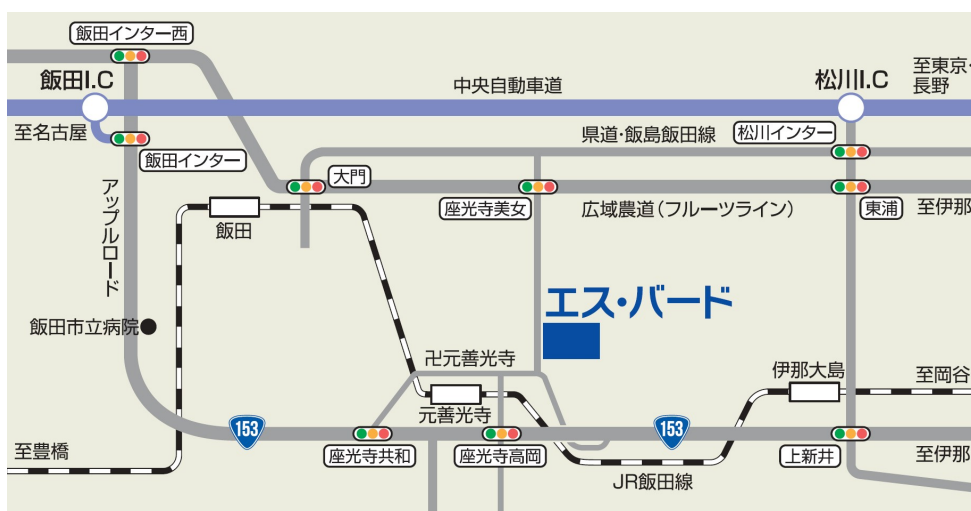 飯田インター西
飯田I.C
中央自動車道
松川I.C
至東京・
長野
至名古屋
飯田インター
県道・飯島飯田線
松川インター
大門
座光寺美女
広域農道（フルーツライン）
東浦
至伊那
アップルロード
飯田
エス・バード
飯田市立病院
卍元善光寺
伊那大島
至岡谷
元善光寺
153
153
至豊橋
座光寺共和
座光寺高岡
上新井
至伊那
JR飯田線